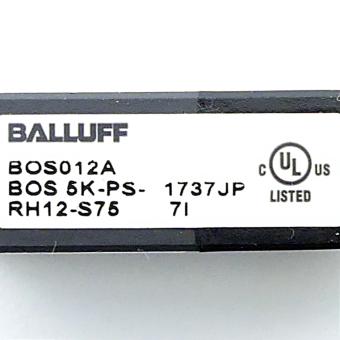 BALLUFF
BOS012A
BOS 5K-PS- 1737JP
RH12-S75 7I
C UL US
LISTED